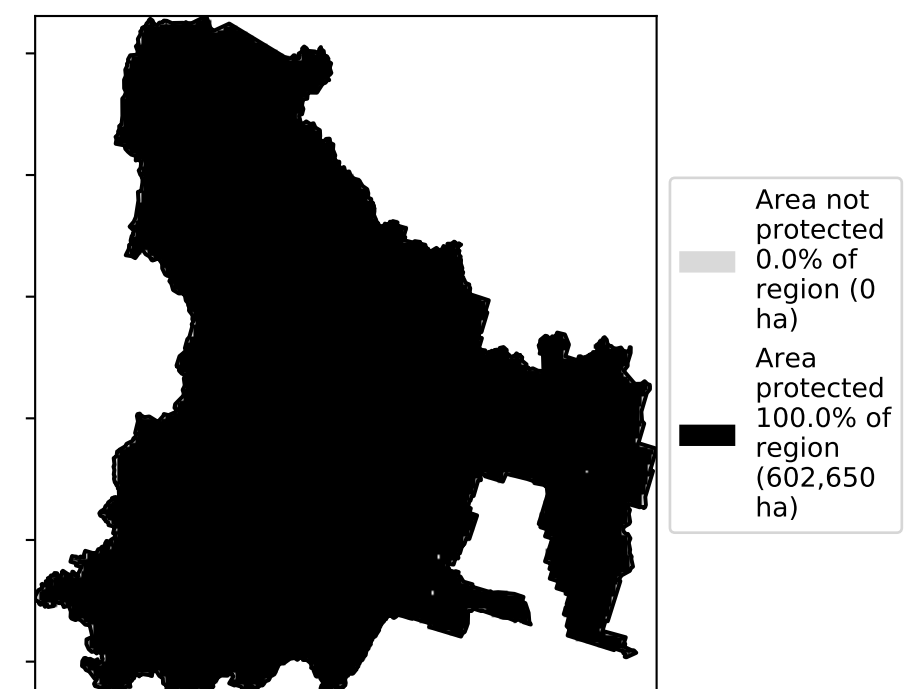 Area not
protected
0.0% of
region (0
ha)
Area
protected
100.0% of
region
(602,650
ha)